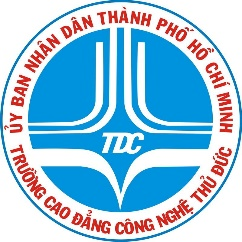 ỦY BAN NHÂN DÂN THÀNH PHỐ HỒ CHÍ MINH
TDC
TRƯỜNG CAO ĐẲNG CÔNG NGHỆ THỦ ĐỨC